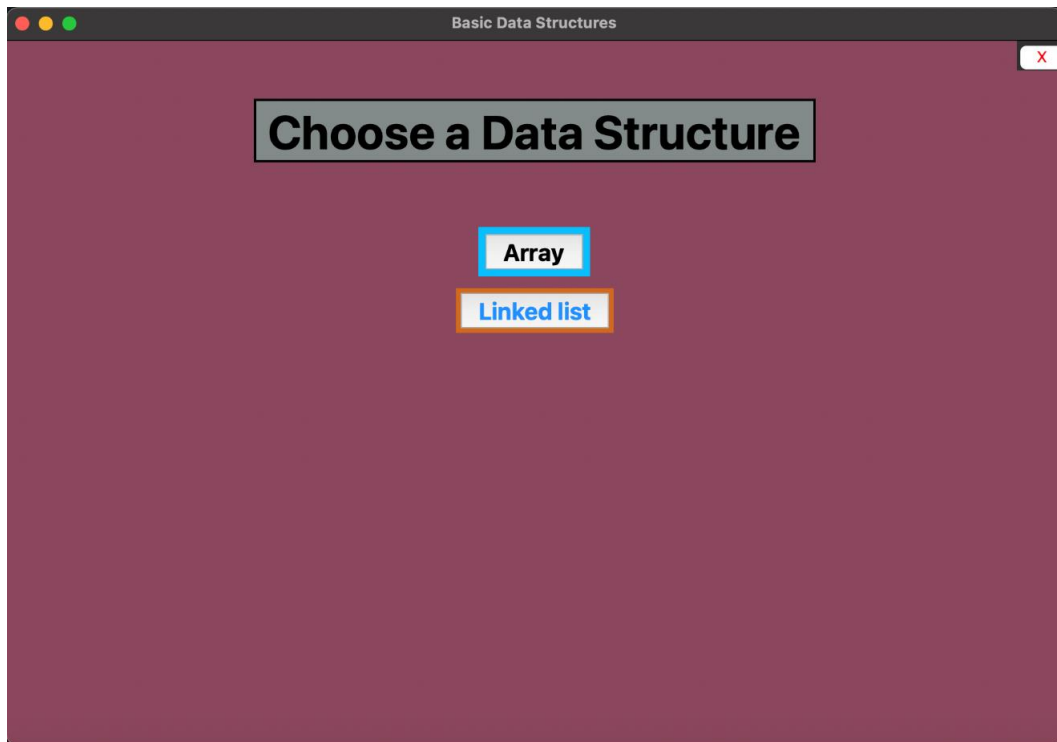 Basic Data Structures
X
Choose a Data Structure
Array
Linked list